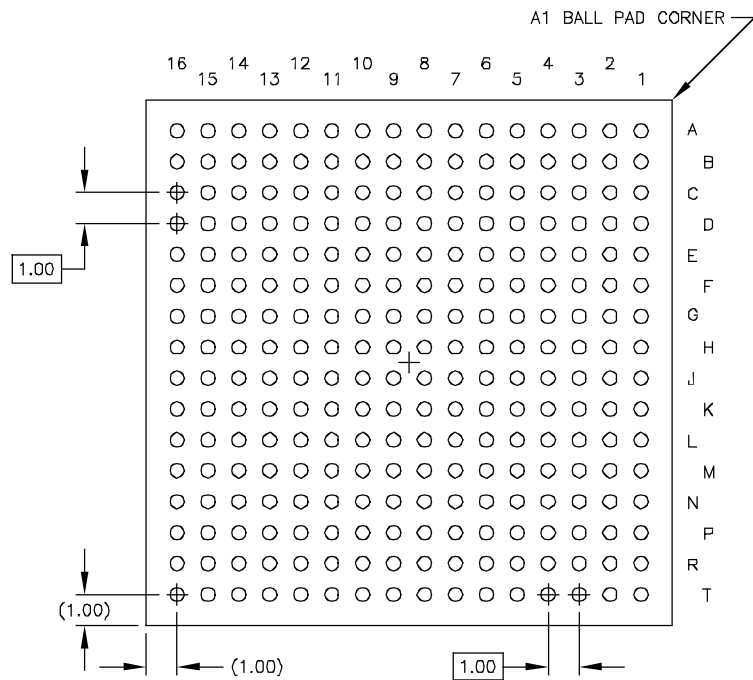 A1 BALL PAD CORNER
16 14 12 10 8 6 4 2
15 13 11 9 7 5 3 1
A
B
C
D
1.00
E
F
G
H
J
K
L
M
N
P
R
T
(1.00)
(1.00)
1.00